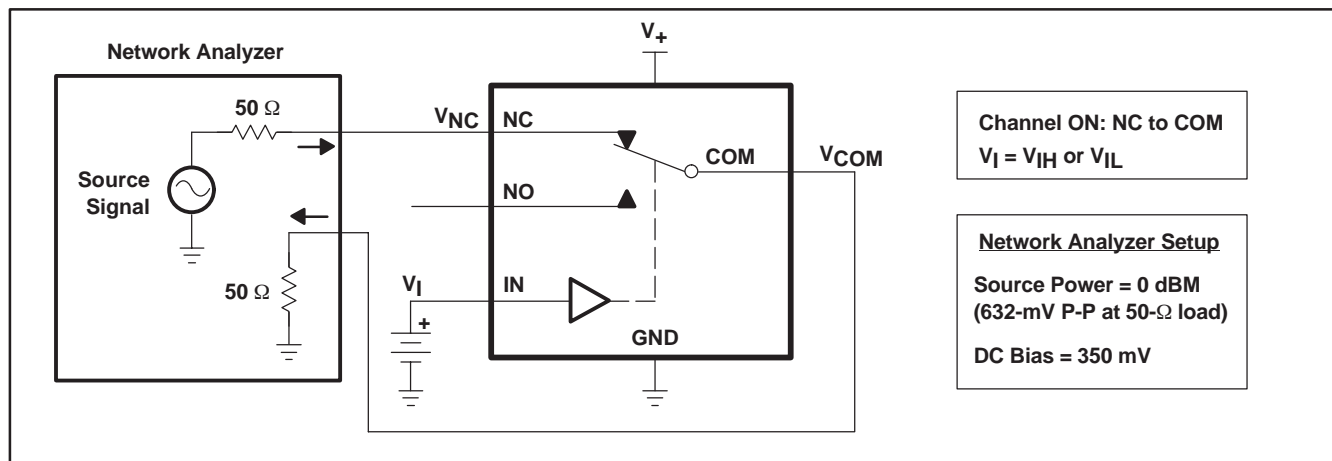 Network Analyzer
50 Ω
Source
Signal
50 Ω
V+
VNC
NC
NO
COM
VCOM
VI
IN
+
GND
Channel ON: NC to COM
VI = VIH or VIL
Network Analyzer Setup
Source Power = 0 dBM
(632-mV P-P at 50-Ω load)
DC Bias = 350 mV